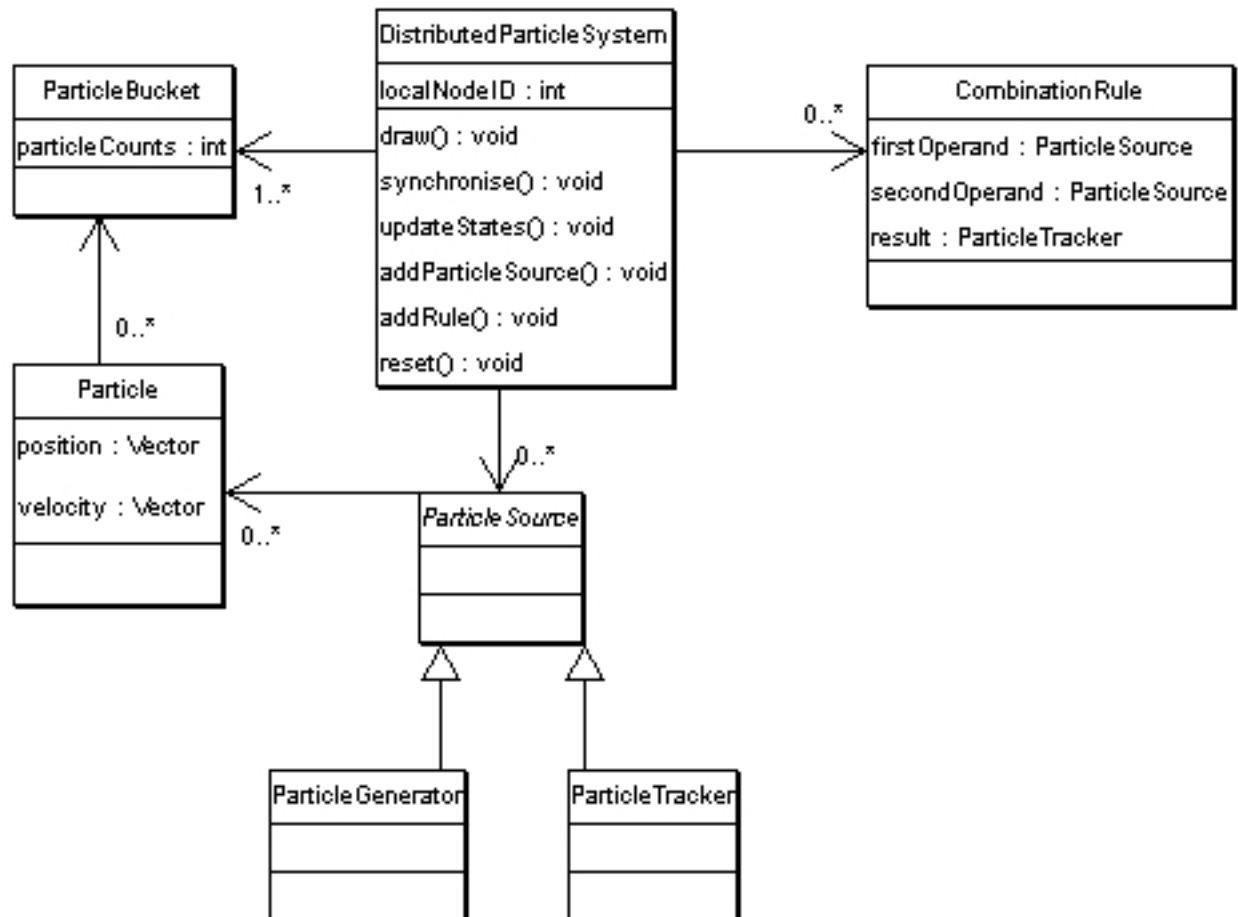 DistributedParticleSystem
localNodeID : int
draw() : void
synchronise() : void
updateStates() : void
addParticleSource() : void
addRule() : void
reset() : void
ParticleBucket
particleCounts : int
1..*
CombinationRule
firstOperand : ParticleSource
secondOperand : ParticleSource
result : ParticleTracker
0..*
0..*
Particle
position : Vector
velocity : Vector
0..*
0..*
ParticleSource
ParticleGenerator
ParticleTracker